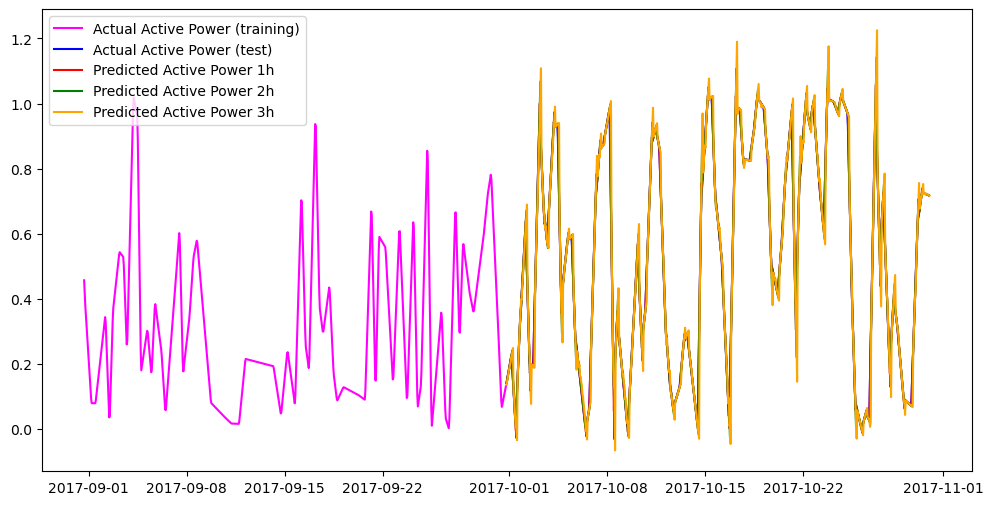 Actual Active Power (training)
Actual Active Power (test)
Predicted Active Power 1h
Predicted Active Power 2h
Predicted Active Power 3h
1.2
1.0
0.8
0.6
0.4
0.2
0.0
2017-09-01 2017-09-08 2017-09-15 2017-09-22 2017-10-01 2017-10-08 2017-10-15 2017-10-22 2017-11-01